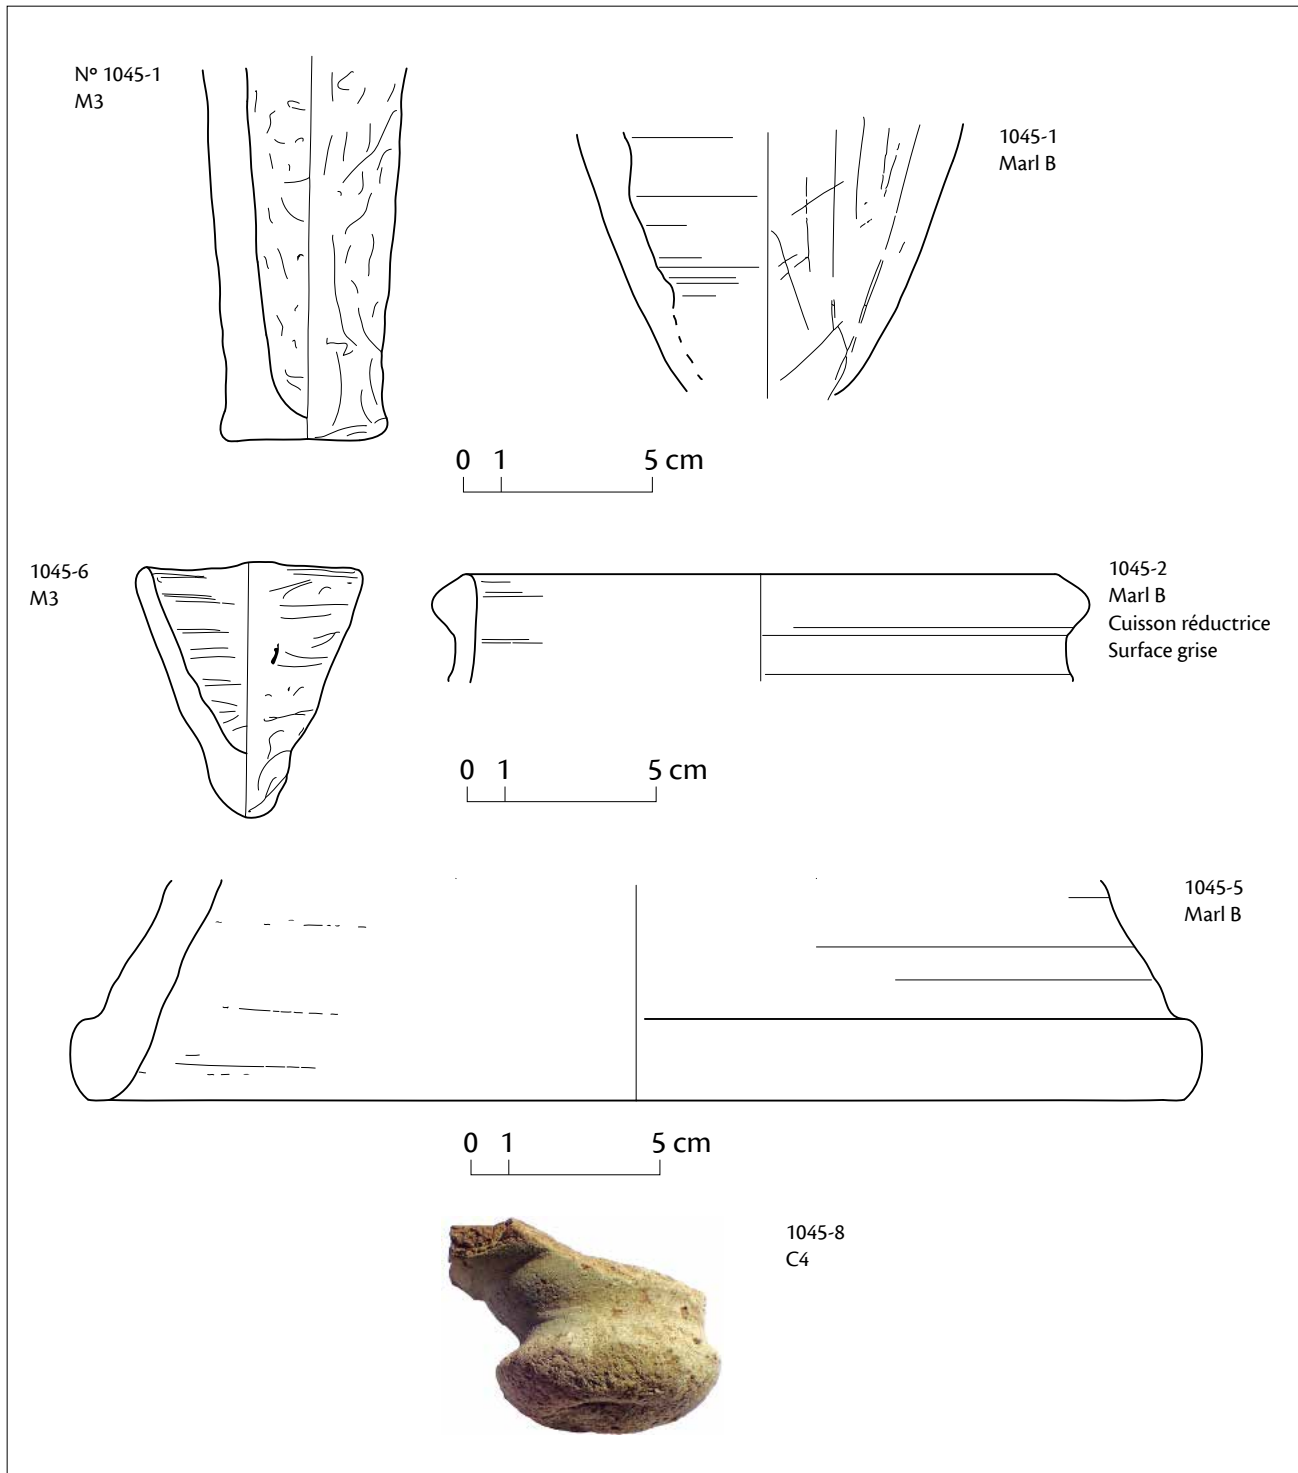 Nº 1045-1
M3
1045-1
Marl B
0 1 5 cm
1045-6
M3
1045-2
Marl B
Cuisson réductrice
Surface grise
0 1 5 cm
1045-5
Marl B
0 1 5 cm
1045-8
C4